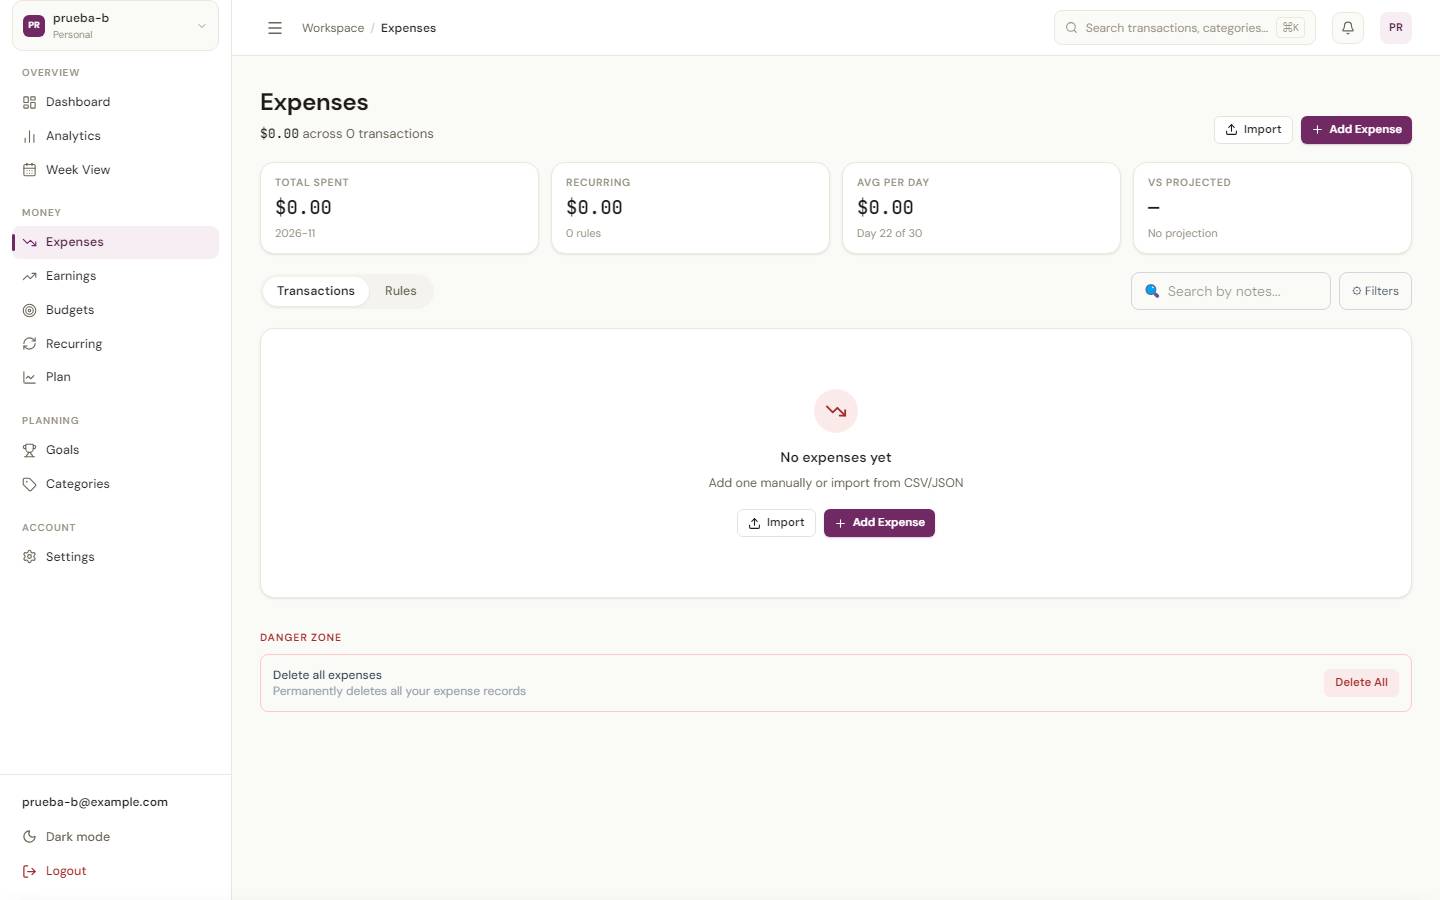 PR
prueba-b
Personal
OVERVIEW
Dashboard
Analytics
Week View
MONEY
Expenses
Earnings
Budgets
Recurring
Plan
PLANNING
Goals
Categories
ACCOUNT
Settings
prueba-b@example.com
Dark mode
Logout
Workspace / Expenses
Search transactions, categories... ⌘K
PR
Expenses
$0.00 across 0 transactions
Import
+ Add Expense
TOTAL SPENT
$0.00
2026-11
RECURRING
$0.00
0 rules
AVG PER DAY
$0.00
Day 22 of 30
VS PROJECTED
—
No projection
Transactions
Rules
Search by notes...
Filters
No expenses yet
Add one manually or import from CSV/JSON
Import
+ Add Expense
DANGER ZONE
Delete all expenses
Permanently deletes all your expense records
Delete All